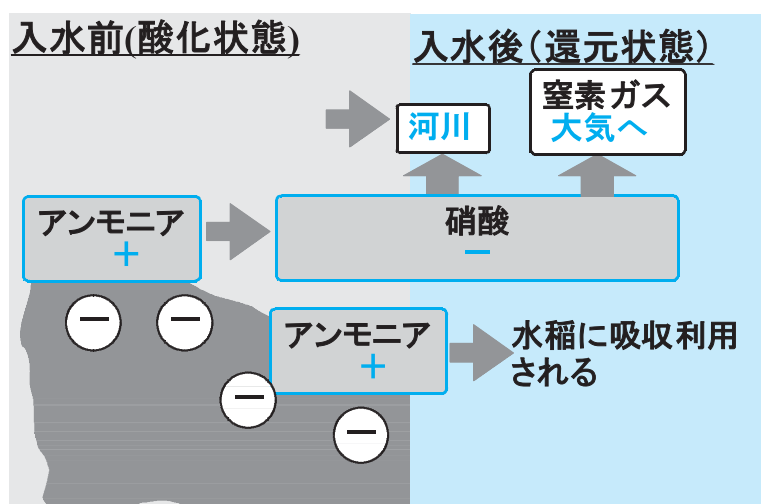 入水前(酸化状態)
入水後(還元状態)
河川
窒素ガス
大気へ
アンモニア
+
硝酸
−
−
−
アンモニア
+
水稲に吸収利用
される
−
−